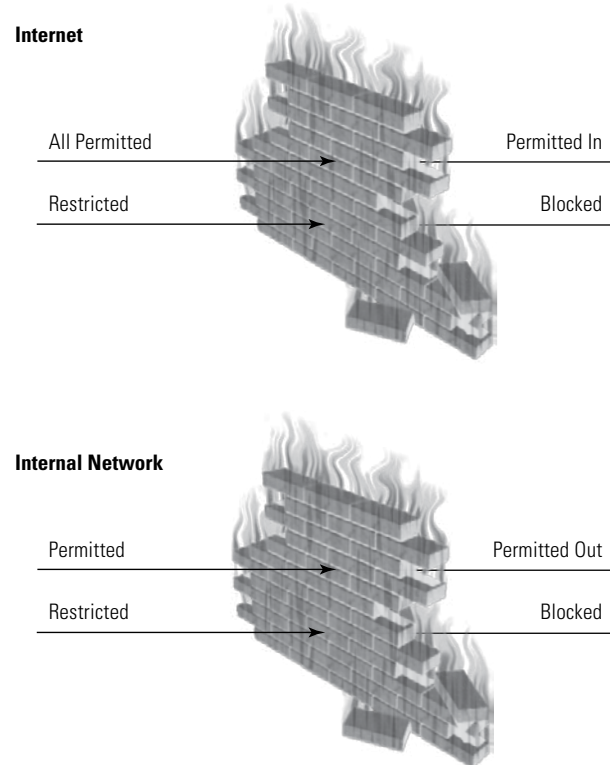 Internet
All Permitted
Permitted In
Restricted
Blocked
Internal Network
Permitted
Permitted Out
Restricted
Blocked